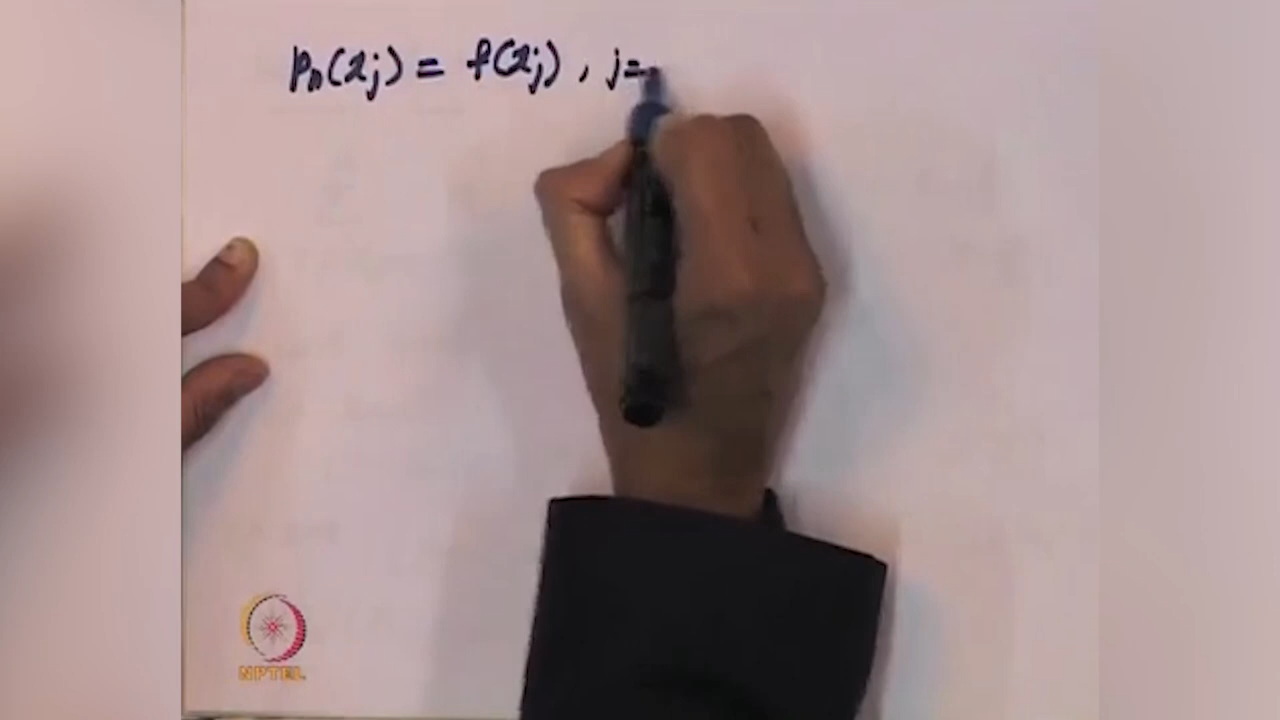 pₙ(xⱼ) = f(xⱼ), j=
NPTEL